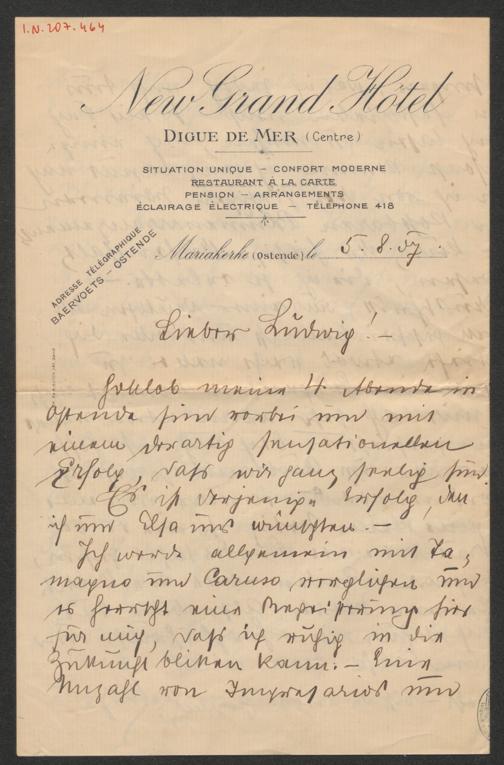 I.N. 207.464
New Grand Hôtel
DIGUE DE MER (Centre)
SITUATION UNIQUE — CONFORT MODERNE
RESTAURANT À LA CARTE
PENSION — ARRANGEMENTS
ÉCLAIRAGE ÉLECTRIQUE — TÉLÉPHONE 418
ADRESSE TÉLÉGRAPHIQUE
BAERVOETS – OSTENDE
Mariakerke (Ostende) le 5.8.07.
Lieber Ludwig! –
Gottlob meine 4 Abende in
Ostende sind vorbei und mit
einem derartig sensationellen
Erfolg, daß wir ganz seelig sind.
Es ist derjenige Erfolg, den
ich und Elsa uns wünschten. –
Ich werde allgemein mit Ta-
magno und Caruso verglichen und
es herrscht eine Begeisterung hier
für mich, daß ich ruhig in die
Zukunft bliken kann. – Eine
Anzahl von Impresarios und